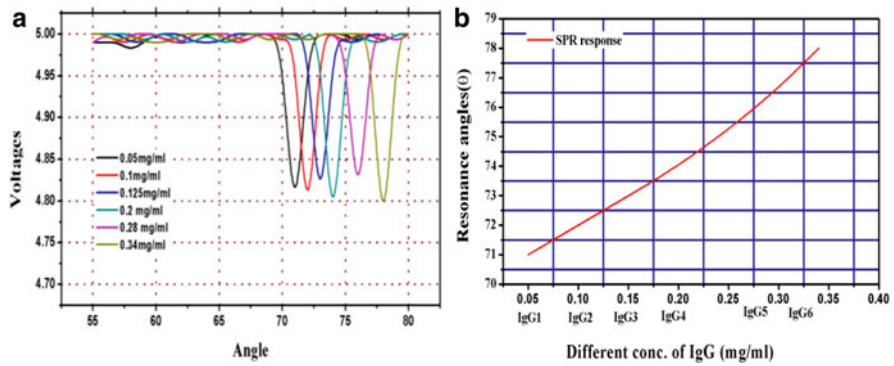 a
5.00
4.95
4.90
4.85
4.80
4.75
4.70
Voltages
0.05mg/ml
0.1mg/ml
0.125mg/ml
0.2 mg/ml
0.28 mg/ml
0.34mg/ml
55 60 65 70 75 80
Angle
b
79
78
77
76
75
74
73
72
71
70
Resonance angles(Θ)
SPR response
0.05 0.10 0.15 0.20 0.25 0.30 0.35 0.40
IgG1 IgG2 IgG3 IgG4 IgG5 IgG6
Different conc. of IgG (mg/ml)